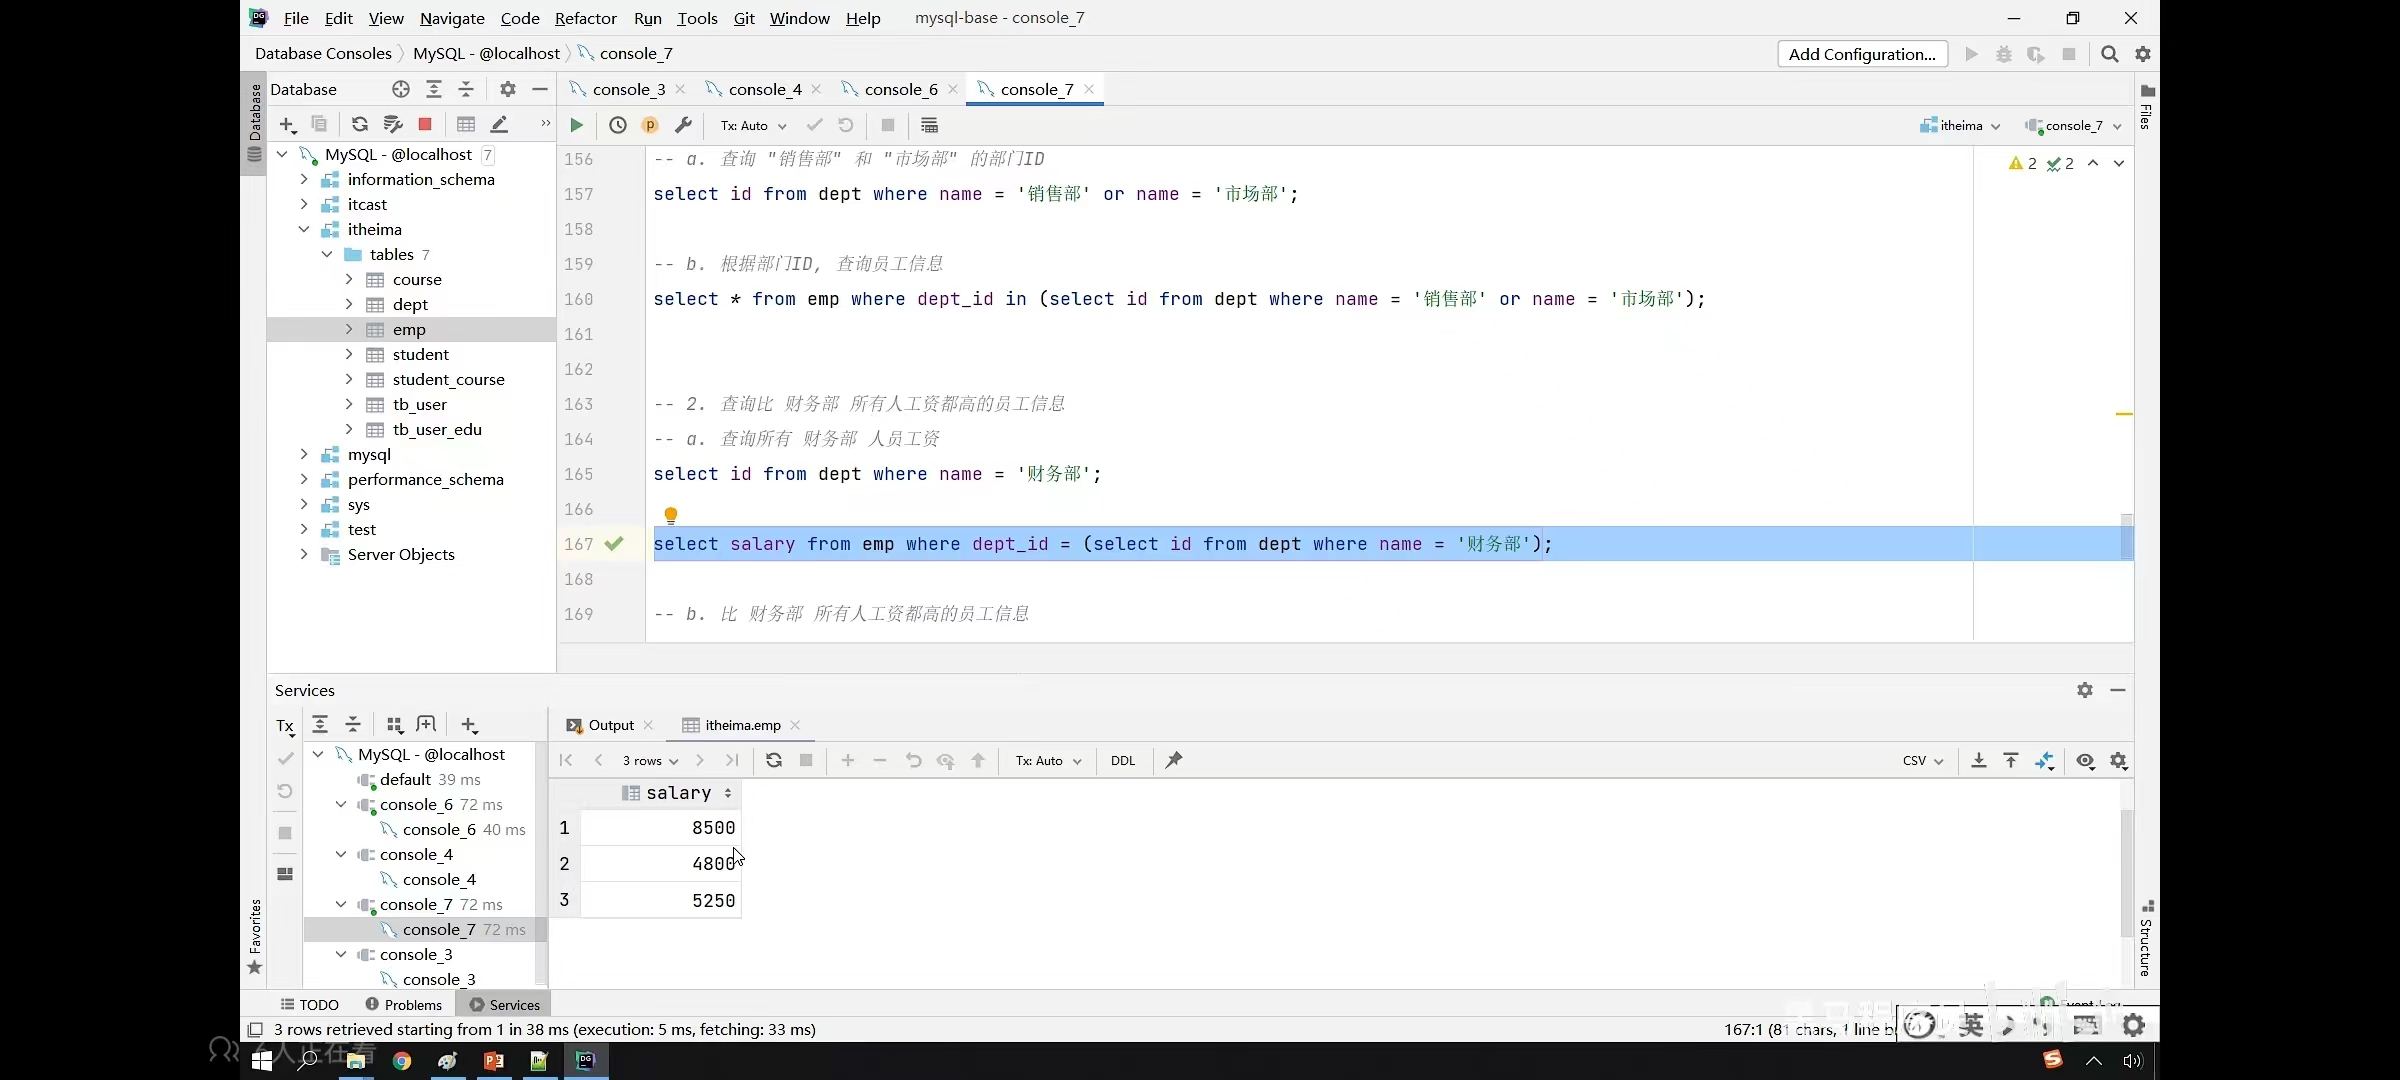 File Edit View Navigate Code Refactor Run Tools Git Window Help mysql-base - console_7
Database Consoles MySQL - @localhost console_7 Add Configuration...
Database console_3 console_4 console_6 console_7
Tx: Auto itheima console_7
Database
Files
MySQL - @localhost 7
information_schema
itcast
itheima
tables 7
course
dept
emp
student
student_course
tb_user
tb_user_edu
mysql
performance_schema
sys
test
Server Objects
2 2
156 -- a. 查询 "销售部" 和 "市场部" 的部门ID
157 select id from dept where name = '销售部' or name = '市场部';
158
159 -- b. 根据部门ID, 查询员工信息
160 select * from emp where dept_id in (select id from dept where name = '销售部' or name = '市场部');
161
162
163 -- 2. 查询比 财务部 所有人工资都高的员工信息
164 -- a. 查询所有 财务部 人员工资
165 select id from dept where name = '财务部';
166
167 select salary from emp where dept_id = (select id from dept where name = '财务部');
168
169 -- b. 比 财务部 所有人工资都高的员工信息
Services
Tx
MySQL - @localhost
default 39 ms
console_6 72 ms
console_6 40 ms
console_4
console_4
console_7 72 ms
console_7 72 ms
console_3
console_3
Output itheima.emp
3 rows Tx: Auto DDL CSV
salary
1 8500
2 4800
3 5250
Favorites
Structure
TODO Problems Services
3 rows retrieved starting from 1 in 38 ms (execution: 5 ms, fetching: 33 ms) 167:1 (81 chars, 1 line b
英
人正在看